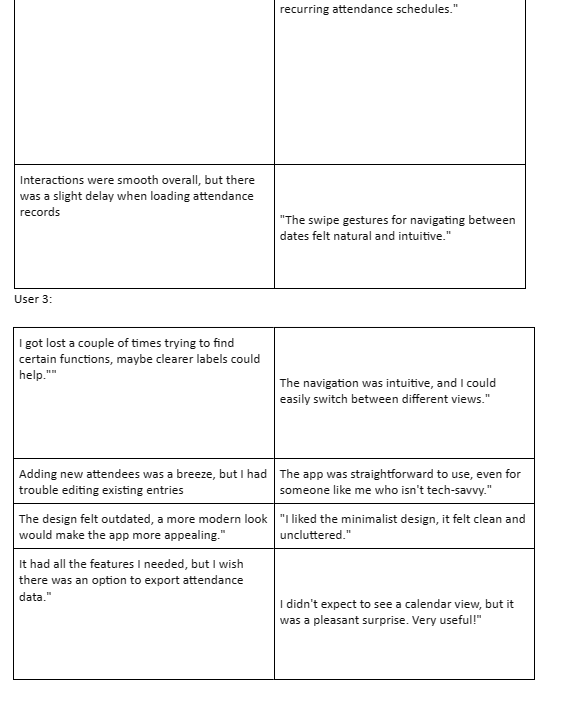 recurring attendance schedules."
Interactions were smooth overall, but there
was a slight delay when loading attendance
records
"The swipe gestures for navigating between
dates felt natural and intuitive."
User 3:
I got lost a couple of times trying to find
certain functions, maybe clearer labels could
help.""
The navigation was intuitive, and I could
easily switch between different views."
Adding new attendees was a breeze, but I had
trouble editing existing entries
The app was straightforward to use, even for
someone like me who isn't tech-savvy."
The design felt outdated, a more modern look
would make the app more appealing."
"I liked the minimalist design, it felt clean and
uncluttered."
It had all the features I needed, but I wish
there was an option to export attendance
data."
I didn't expect to see a calendar view, but it
was a pleasant surprise. Very useful!"